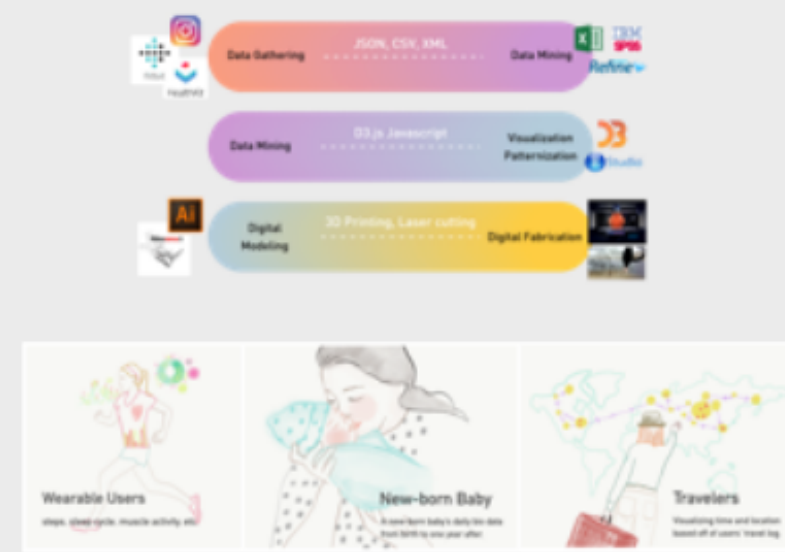 Data Gathering
JSON, CSV, XML
Data Mining
fitbit
HealthKit
IBM
SPSS
Refine
Data Mining
D3.js Javascript
Visualization
Patternization
Studio
Ai
Digital
Modeling
3D Printing, Laser cutting
Digital Fabrication
Wearable Users
steps, sleep cycle, muscle activity, etc
New-born Baby
A new born baby's daily bio data
from birth to one year after.
Travelers
Visualizing time and location
based off of users' travel log.